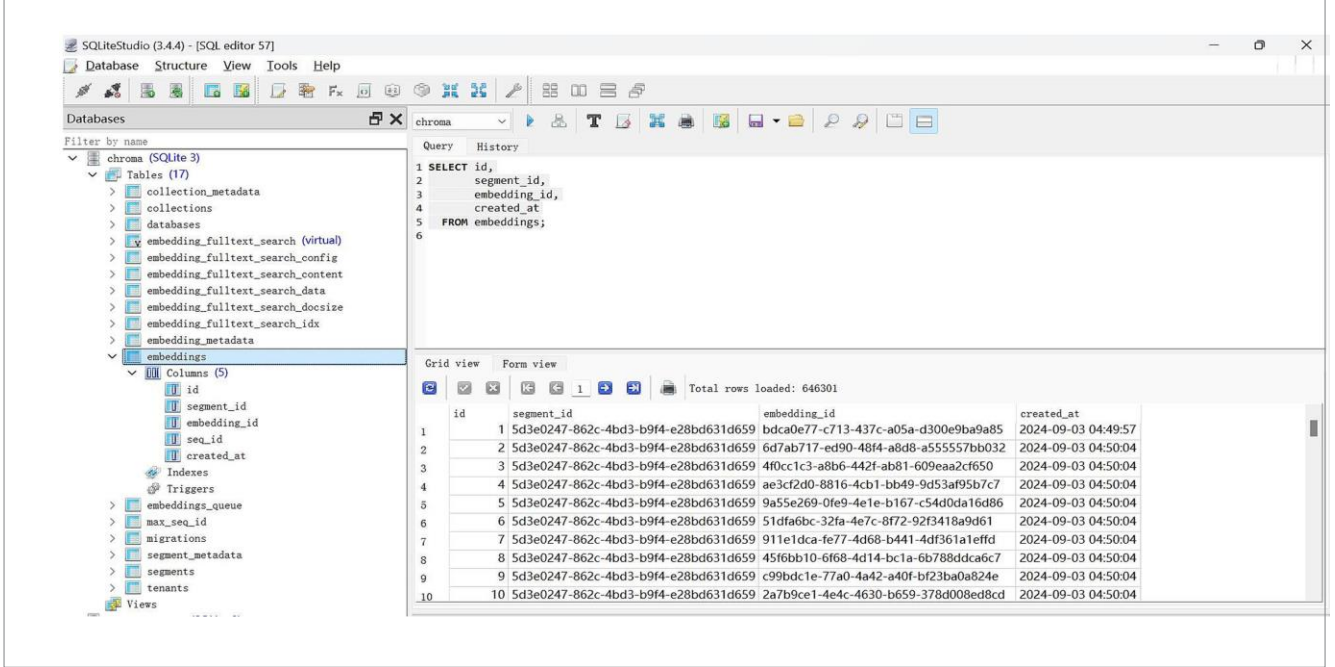 SQLiteStudio (3.4.4) - [SQL editor 57]
Database Structure View Tools Help
Databases
Filter by name
chroma (SQLite 3)
Tables (17)
collection_metadata
collections
databases
embedding_fulltext_search (virtual)
embedding_fulltext_search_config
embedding_fulltext_search_content
embedding_fulltext_search_data
embedding_fulltext_search_docsize
embedding_fulltext_search_idx
embedding_metadata
embeddings
Columns (5)
id
segment_id
embedding_id
seq_id
created_at
Indexes
Triggers
embeddings_queue
max_seq_id
migrations
segment_metadata
segments
tenants
Views
chroma
Query History
1 SELECT id,
2 segment_id,
3 embedding_id,
4 created_at
5 FROM embeddings;
6
Grid view Form view
1 Total rows loaded: 646301
id segment_id embedding_id created_at
1 1 5d3e0247-862c-4bd3-b9f4-e28bd631d659 bdca0e77-c713-437c-a05a-d300e9ba9a85 2024-09-03 04:49:57
2 2 5d3e0247-862c-4bd3-b9f4-e28bd631d659 6d7ab717-ed90-48f4-a8d8-a555557bb032 2024-09-03 04:50:04
3 3 5d3e0247-862c-4bd3-b9f4-e28bd631d659 4f0cc1c3-a8b6-442f-ab81-609eaa2cf650 2024-09-03 04:50:04
4 4 5d3e0247-862c-4bd3-b9f4-e28bd631d659 ae3cf2d0-8816-4cb1-bb49-9d53af95b7c7 2024-09-03 04:50:04
5 5 5d3e0247-862c-4bd3-b9f4-e28bd631d659 9a55e269-0fe9-4e1e-b167-c54d0da16d86 2024-09-03 04:50:04
6 6 5d3e0247-862c-4bd3-b9f4-e28bd631d659 51dfa6bc-32fa-4e7c-8f72-92f3418a9d61 2024-09-03 04:50:04
7 7 5d3e0247-862c-4bd3-b9f4-e28bd631d659 911e1dca-fe77-4d68-b441-4df361a1effd 2024-09-03 04:50:04
8 8 5d3e0247-862c-4bd3-b9f4-e28bd631d659 45f6bb10-6f68-4d14-bc1a-6b788ddca6c7 2024-09-03 04:50:04
9 9 5d3e0247-862c-4bd3-b9f4-e28bd631d659 c99bdc1e-77a0-4a42-a40f-bf23ba0a824e 2024-09-03 04:50:04
10 10 5d3e0247-862c-4bd3-b9f4-e28bd631d659 2a7b9ce1-4e4c-4630-b659-378d008ed8cd 2024-09-03 04:50:04